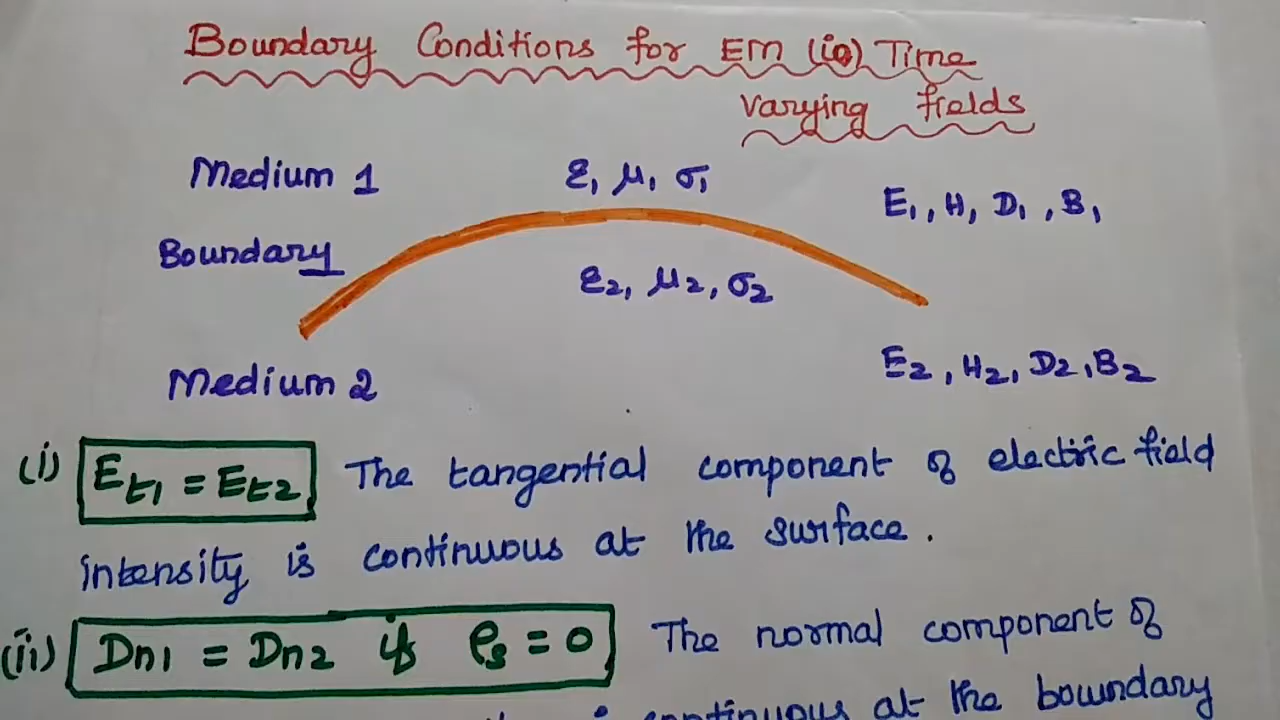 Boundary Conditions for EM (ie) Time
varying fields
Medium 1
ε1 μ1 σ1
E1, H1 D1, B1
Boundary
ε2, μ2, σ2
Medium 2
E2, H2, D2, B2
(i) Et1 = Et2 The tangential component of electric field
intensity is continuous at the surface.
(ii) Dn1 = Dn2 if ρs = 0 The normal component of
continuous at the boundary